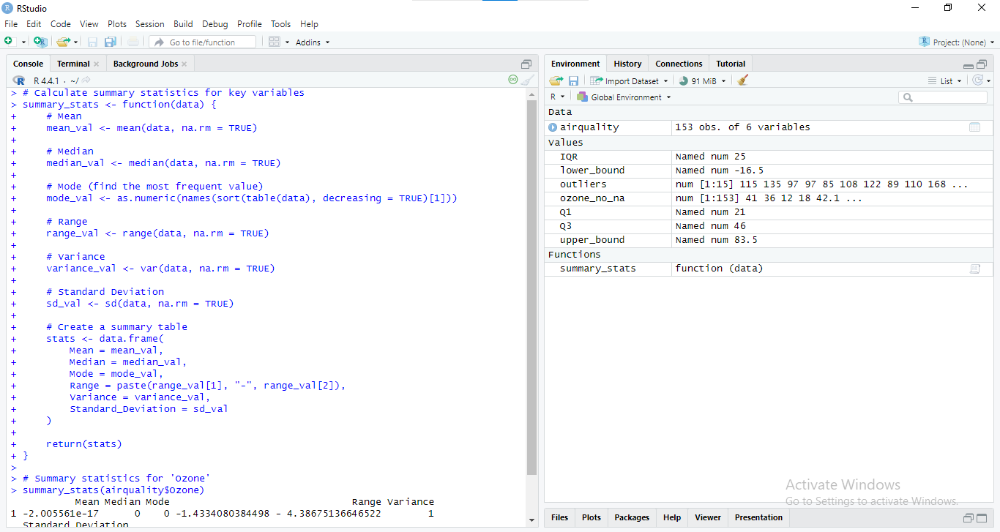 RStudio
File Edit Code View Plots Session Build Debug Profile Tools Help
Go to file/function Addins Project: (None)
Console Terminal Background Jobs
R 4.4.1 · ~/
> # Calculate summary statistics for key variables
> summary_stats <- function(data) {
+     # Mean
+     mean_val <- mean(data, na.rm = TRUE)
+
+     # Median
+     median_val <- median(data, na.rm = TRUE)
+
+     # Mode (find the most frequent value)
+     mode_val <- as.numeric(names(sort(table(data), decreasing = TRUE)[1]))
+
+     # Range
+     range_val <- range(data, na.rm = TRUE)
+
+     # Variance
+     variance_val <- var(data, na.rm = TRUE)
+
+     # Standard Deviation
+     sd_val <- sd(data, na.rm = TRUE)
+
+     # Create a summary table
+     stats <- data.frame(
+         Mean = mean_val,
+         Median = median_val,
+         Mode = mode_val,
+         Range = paste(range_val[1], "-", range_val[2]),
+         Variance = variance_val,
+         Standard_Deviation = sd_val
+     )
+
+     return(stats)
+ }
>
> # Summary statistics for 'Ozone'
> summary_stats(airquality$Ozone)
Mean Median Mode Range Variance
1 -2.005561e-17 0 0 -1.4334080384498 - 4.38675136646522 1
Standard_Deviation
Environment History Connections Tutorial
Import Dataset 91 MiB List
R Global Environment
Data
airquality 153 obs. of 6 variables
Values
IQR Named num 25
lower_bound Named num -16.5
outliers num [1:15] 115 135 97 97 85 108 122 89 110 168 ...
ozone_no_na num [1:153] 41 36 12 18 42.1 ...
Q1 Named num 21
Q3 Named num 46
upper_bound Named num 83.5
Functions
summary_stats function (data)
Activate Windows
Go to Settings to activate Windows.
Files Plots Packages Help Viewer Presentation